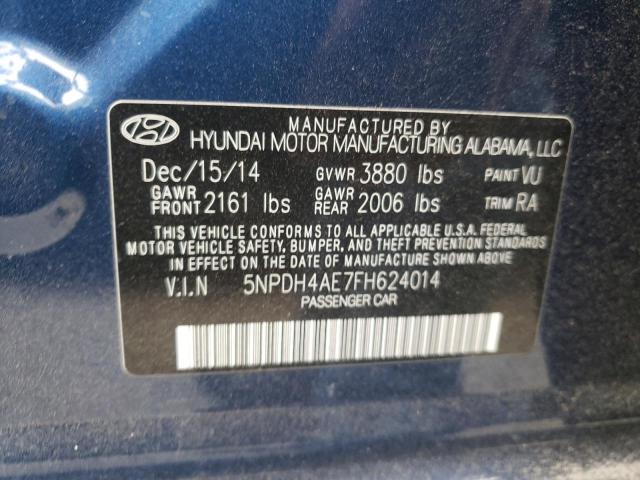 MANUFACTURED BY
HYUNDAI MOTOR MANUFACTURING ALABAMA, LLC
Dec/15/14 GVWR 3880 lbs PAINT VU
GAWR FRONT 2161 lbs GAWR REAR 2006 lbs TRIM RA
THIS VEHICLE CONFORMS TO ALL APPLICABLE U.S.A. FEDERAL
MOTOR VEHICLE SAFETY, BUMPER, AND THEFT PREVENTION
STANDARDS IN EFFECT ON THE DATE OF MANUFACTURE SHOWN ABOVE
V.I.N 5NPDH4AE7FH624014
PASSENGER CAR